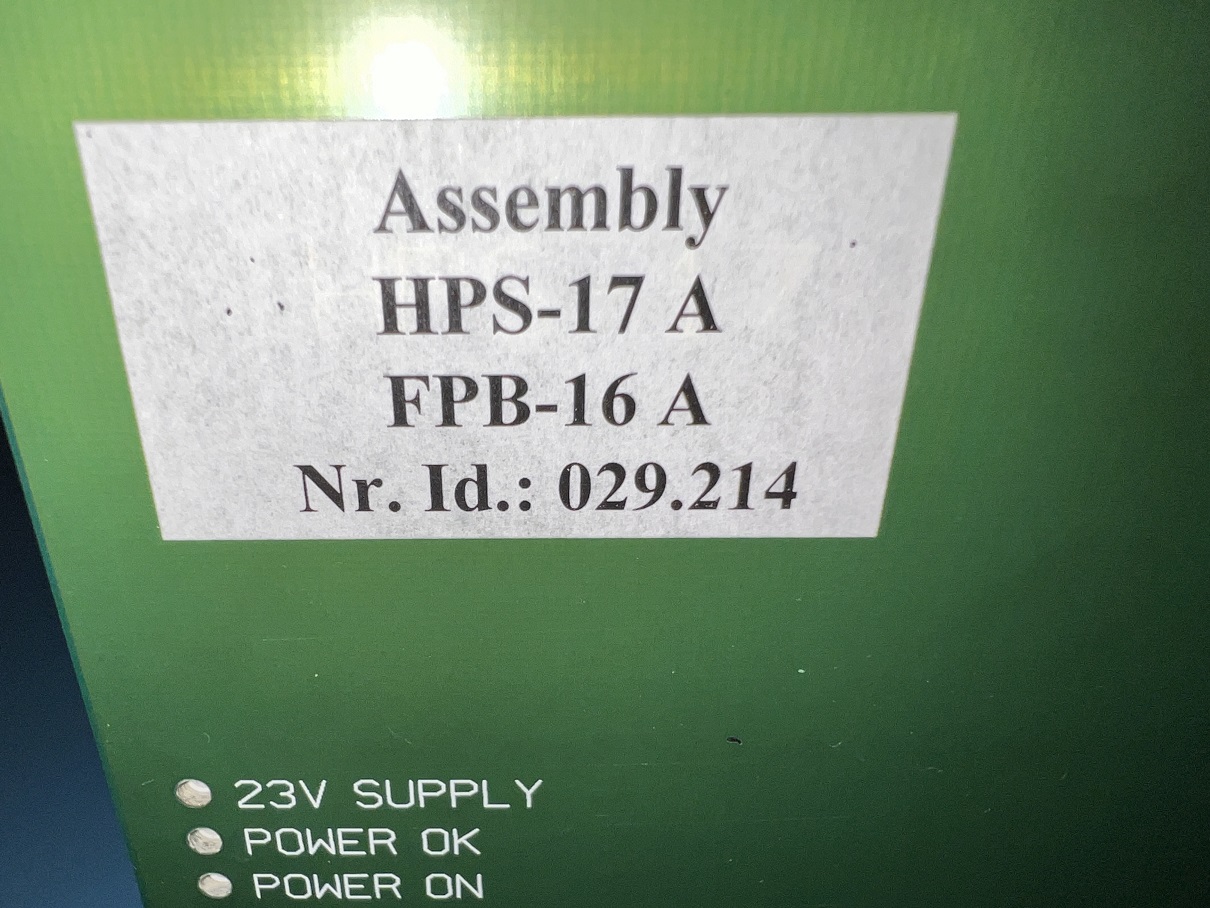 Assembly
HPS-17 A
FPB-16 A
Nr. Id.: 029.214
23V SUPPLY
POWER OK
POWER ON